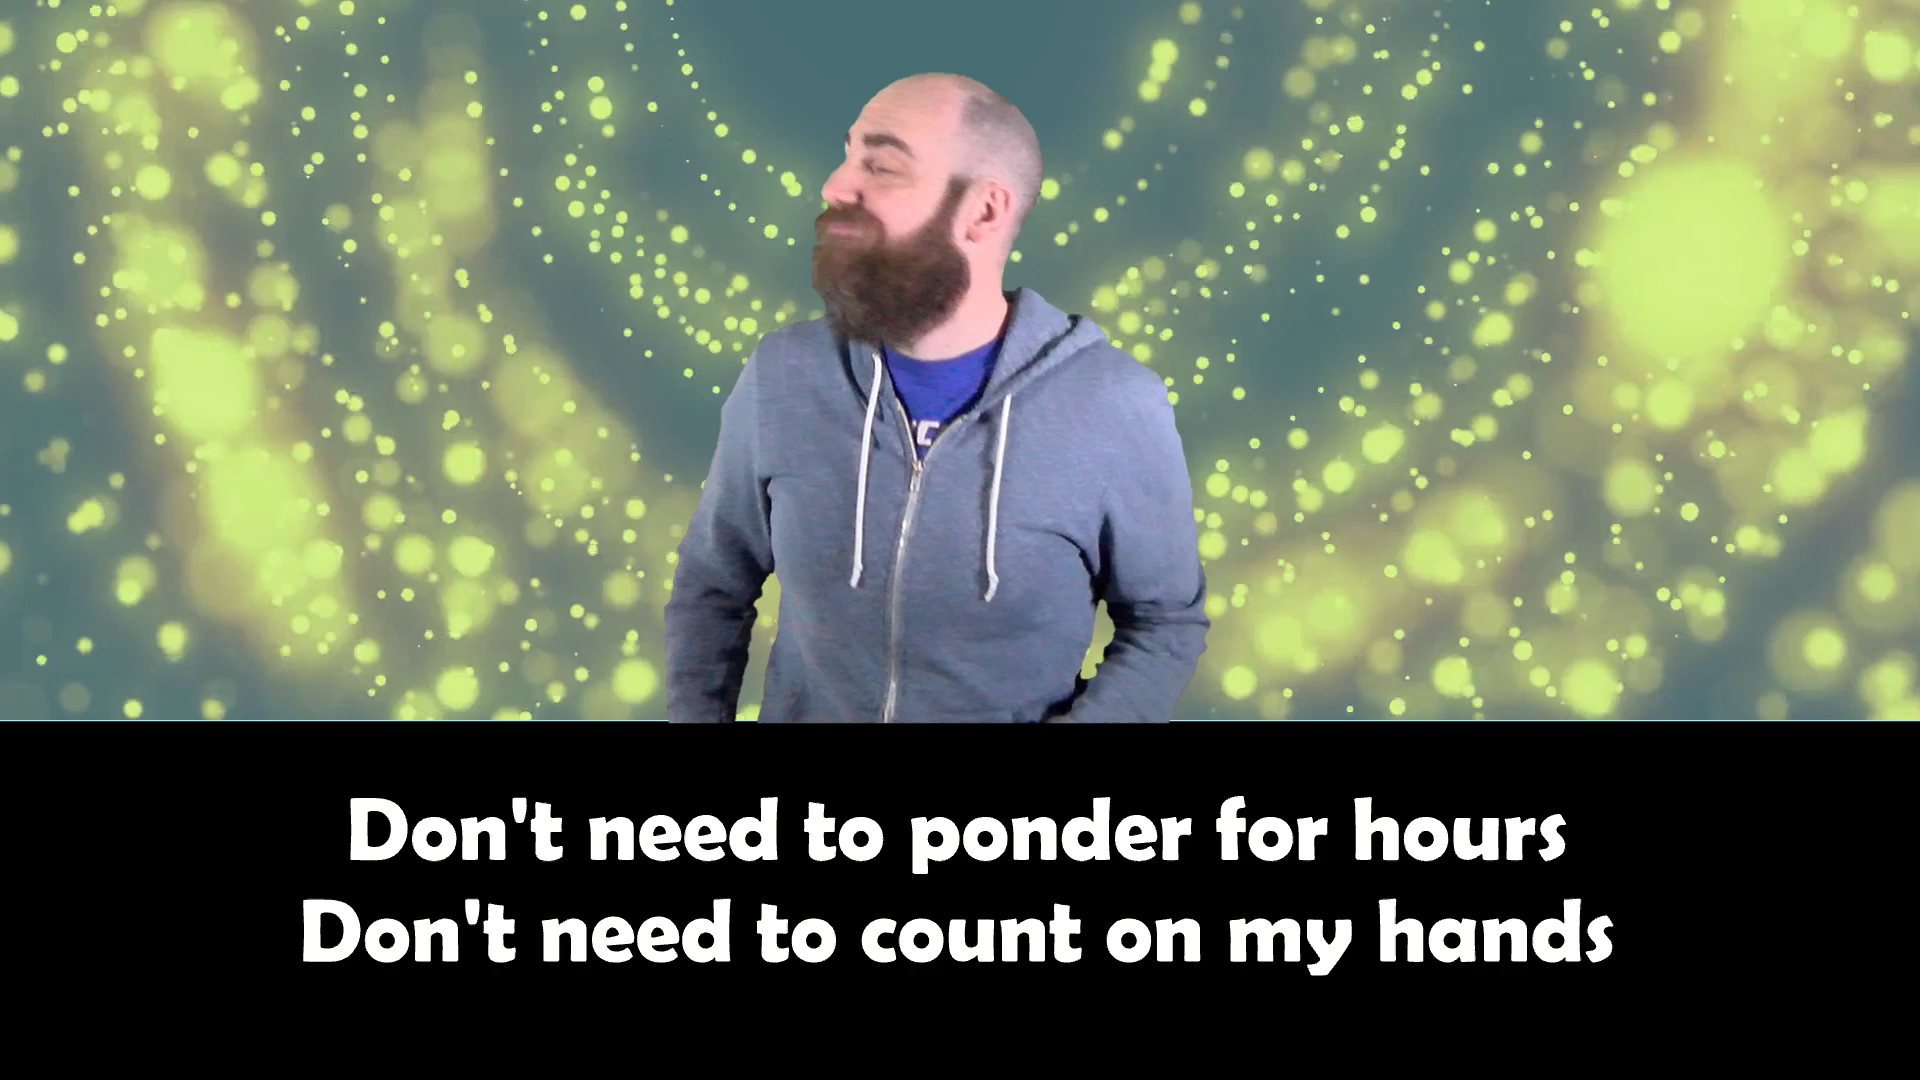 Don't need to ponder for hours
Don't need to count on my hands